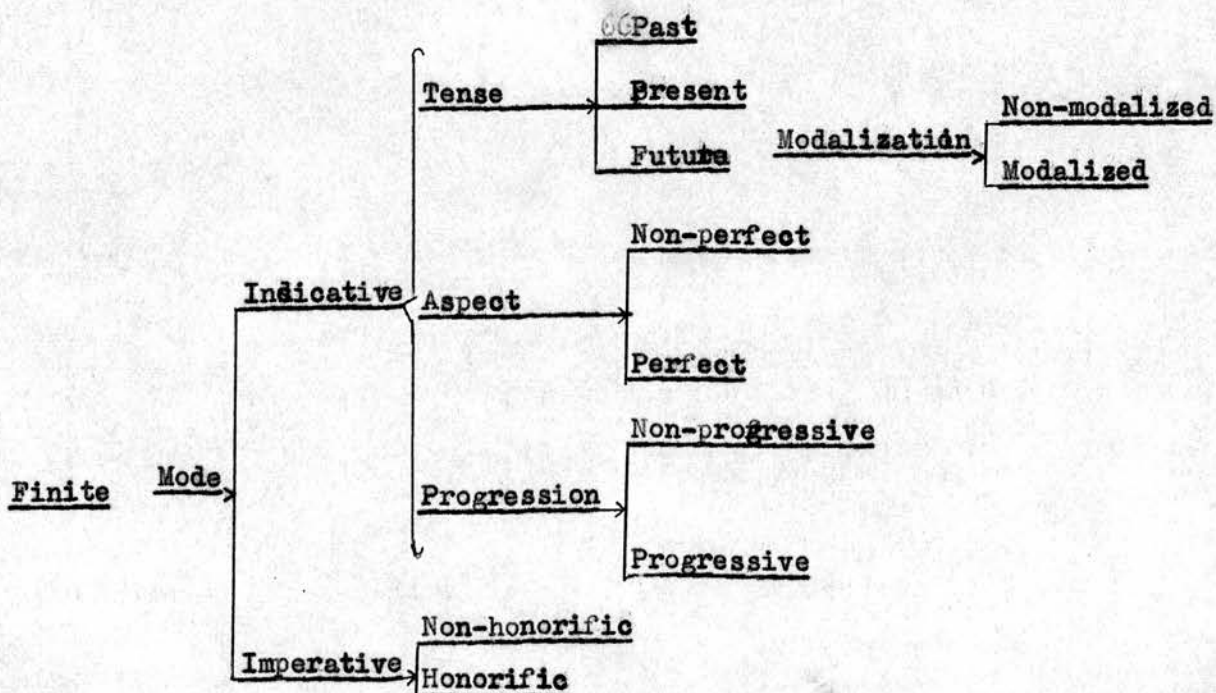 Past
Tense
Present
Non-modalized
Modalization
Future
Modalized
Non-perfect
Indicative
Aspect
Perfect
Non-progressive
Mode
Finite
Progression
Progressive
Non-honorific
Imperative
Honorific